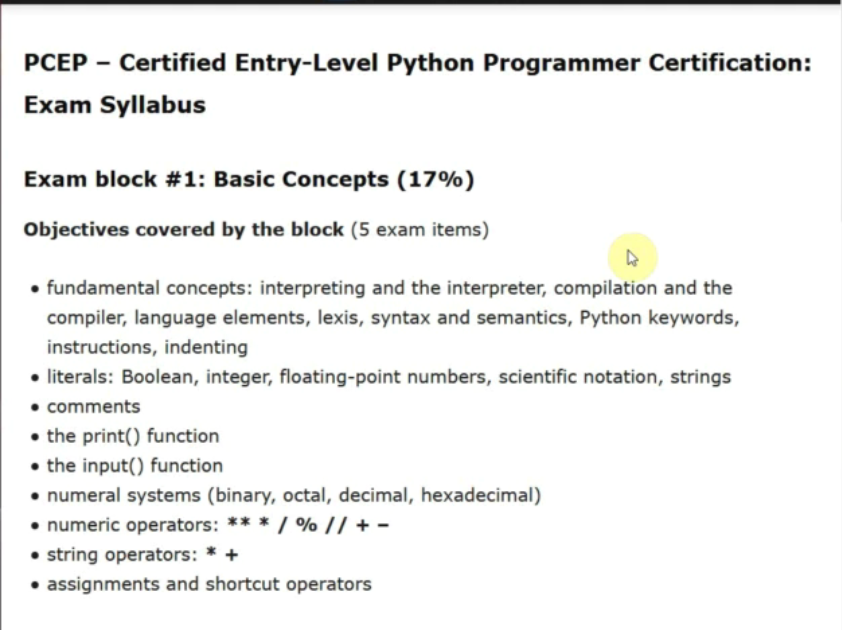 PCEP – Certified Entry-Level Python Programmer Certification:
Exam Syllabus
Exam block #1: Basic Concepts (17%)
Objectives covered by the block (5 exam items)
• fundamental concepts: interpreting and the interpreter, compilation and the
compiler, language elements, lexis, syntax and semantics, Python keywords,
instructions, indenting
• literals: Boolean, integer, floating-point numbers, scientific notation, strings
• comments
• the print() function
• the input() function
• numeral systems (binary, octal, decimal, hexadecimal)
• numeric operators: ** * / % // + –
• string operators: * +
• assignments and shortcut operators